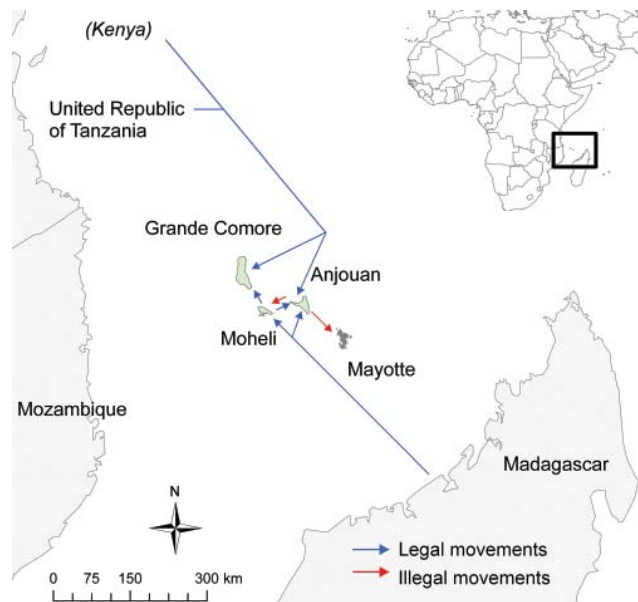 (Kenya)
United Republic
of Tanzania
Grande Comore
Anjouan
Moheli
Mayotte
Mozambique
Madagascar
N
Legal movements
Illegal movements
0 75 150 300 km